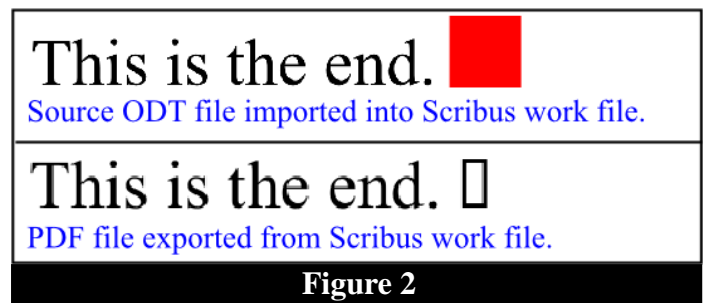 This is the end.
Source ODT file imported into Scribus work file.
This is the end. ▯
PDF file exported from Scribus work file.
Figure 2